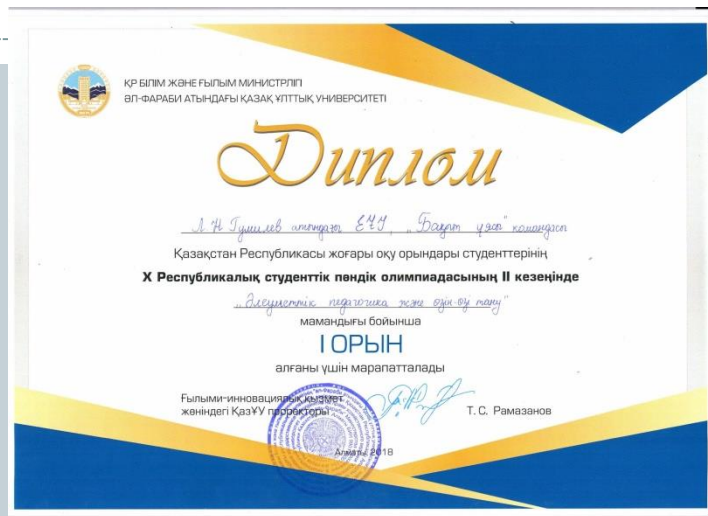 ҚР БІЛІМ ЖӘНЕ ҒЫЛЫМ МИНИСТРЛІГІ
ӘЛ-ФАРАБИ АТЫНДАҒЫ ҚАЗАҚ ҰЛТТЫҚ УНИВЕРСИТЕТІ
Диплом
Л Н Гумилев атындағы ЕҰУ, „Бақыт ұясы" командасы
Қазақстан Республикасы жоғары оқу орындары студенттерінің
X Республикалық студенттік пәндік олимпиадасының II кезеңінде
„Әлеуметтік педагогика және өзін-өзі тану"
мамандығы бойынша
I ОРЫН
алғаны үшін марапатталады
Ғылыми-инновациялық қызмет
жөніндегі ҚазҰУ проректоры
Т. С. Рамазанов
Алматы, 2018